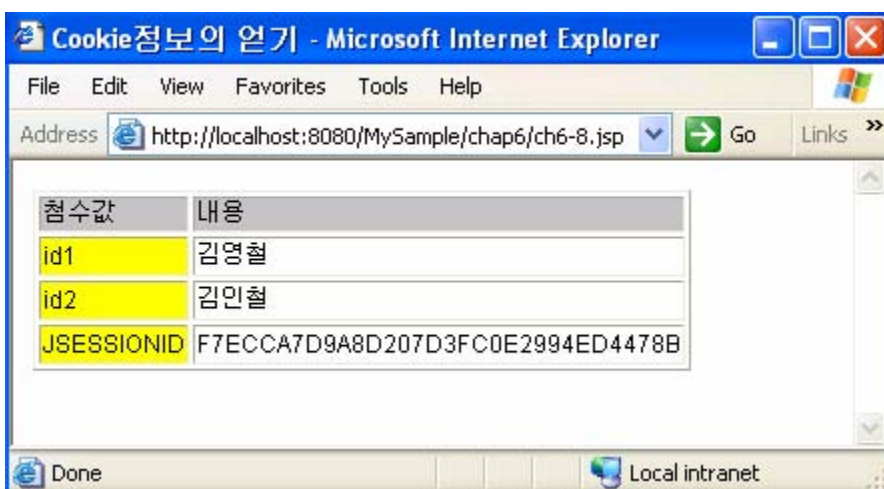 Cookie정보의 얻기 - Microsoft Internet Explorer
File Edit View Favorites Tools Help
Address http://localhost:8080/MySample/chap6/ch6-8.jsp Go Links »
첨수값 내용
id1 김영철
id2 김인철
JSESSIONID F7ECCA7D9A8D207D3FC0E2994ED4478B
Done Local intranet